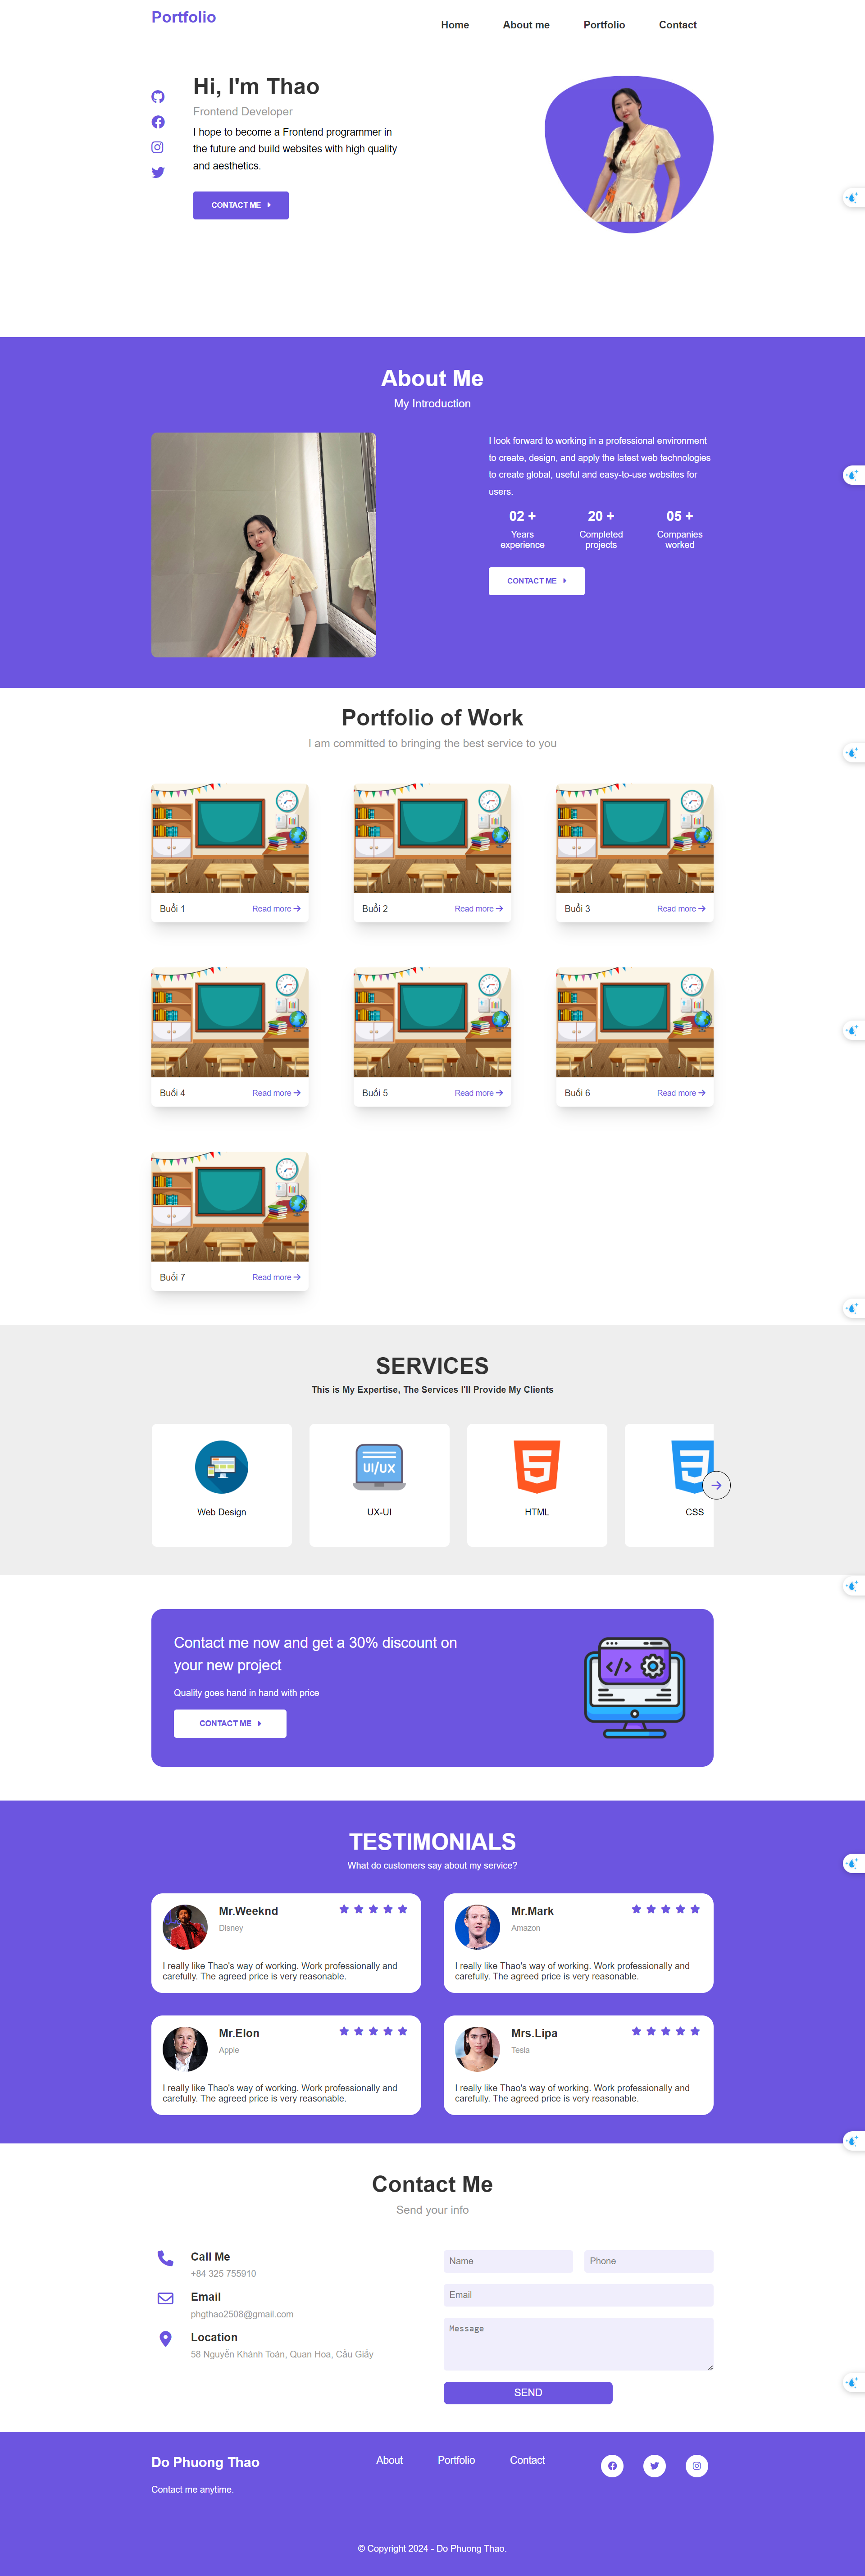 Portfolio
Home
About me
Portfolio
Contact
Hi, I'm Thao
Frontend Developer
I hope to become a Frontend programmer in
the future and build websites with high quality
and aesthetics.
CONTACT ME
About Me
My Introduction
I look forward to working in a professional environment
to create, design, and apply the latest web technologies
to create global, useful and easy-to-use websites for
users.
02 +
Years
experience
20 +
Completed
projects
05 +
Companies
worked
CONTACT ME
Portfolio of Work
I am committed to bringing the best service to you
Buổi 1
Read more
Buổi 2
Read more
Buổi 3
Read more
Buổi 4
Read more
Buổi 5
Read more
Buổi 6
Read more
Buổi 7
Read more
SERVICES
This is My Expertise, The Services I'll Provide My Clients
UI/UX
Web Design
UX-UI
HTML
CSS
Contact me now and get a 30% discount on
your new project
Quality goes hand in hand with price
CONTACT ME
TESTIMONIALS
What do customers say about my service?
Mr.Weeknd
Disney
I really like Thao's way of working. Work professionally and
carefully. The agreed price is very reasonable.
Mr.Mark
Amazon
I really like Thao's way of working. Work professionally and
carefully. The agreed price is very reasonable.
Mr.Elon
Apple
I really like Thao's way of working. Work professionally and
carefully. The agreed price is very reasonable.
Mrs.Lipa
Tesla
I really like Thao's way of working. Work professionally and
carefully. The agreed price is very reasonable.
Contact Me
Send your info
Call Me
+84 325 755910
Email
phgthao2508@gmail.com
Location
58 Nguyễn Khánh Toàn, Quan Hoa, Cầu Giấy
Name
Phone
Email
Message
SEND
Do Phuong Thao
Contact me anytime.
About
Portfolio
Contact
© Copyright 2024 - Do Phuong Thao.